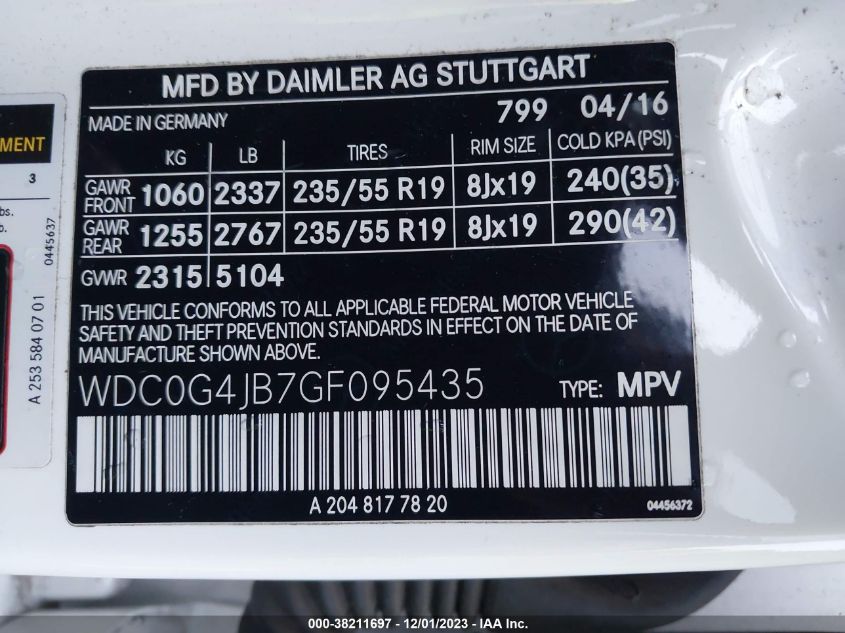 MFD BY DAIMLER AG STUTTGART
MADE IN GERMANY 799 04/16
KG LB TIRES RIM SIZE COLD KPA (PSI)
GAWR FRONT 1060 2337 235/55 R19 8Jx19 240(35)
GAWR REAR 1255 2767 235/55 R19 8Jx19 290(42)
GVWR 2315 5104
THIS VEHICLE CONFORMS TO ALL APPLICABLE FEDERAL MOTOR VEHICLE
SAFETY AND THEFT PREVENTION STANDARDS IN EFFECT ON THE DATE OF
MANUFACTURE SHOWN ABOVE.
WDC0G4JB7GF095435 TYPE: MPV
A 204 817 78 20 04456372
MENT
3
bs.
b.
0445637
A 253 584 07 01
000-38211697 - 12/01/2023 - IAA Inc.